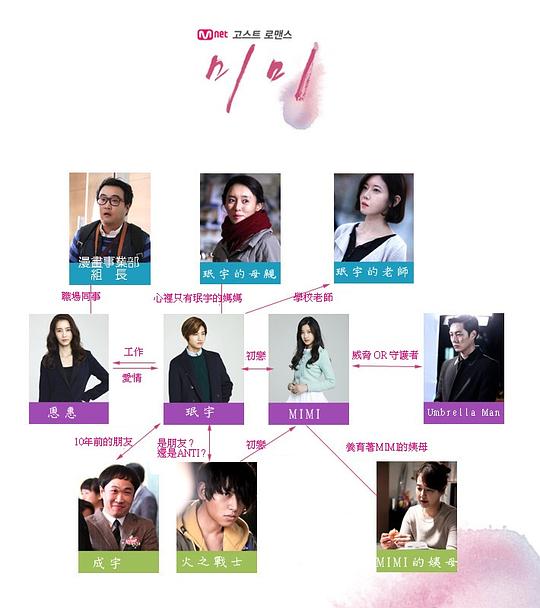 Mnet 고스트 로맨스
미미
漫畫事業部
組 長
珉宇的母親
珉宇的老師
職場同事
心裡只有珉宇的媽媽
學校老師
工作
愛情
初戀
威脅 OR 守護者
恩惠
珉宇
MIMI
Umbrella Man
10年前的朋友
是朋友?
還是ANTI?
初戀
養育著MIMI的姨母
成宇
火之戰士
MIMI的姨母